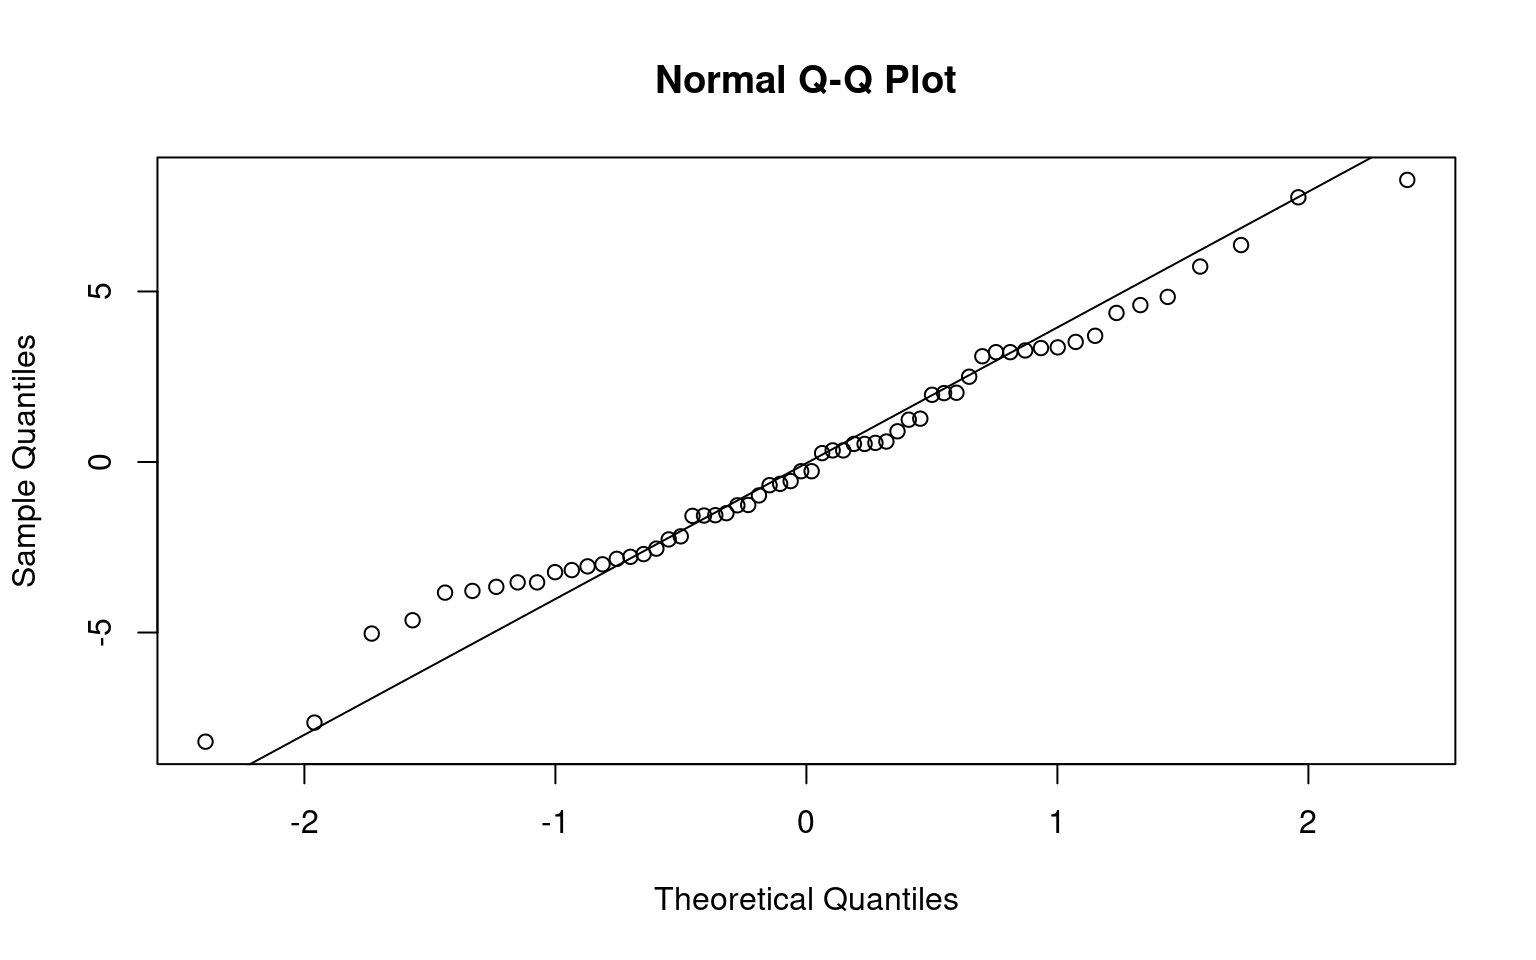 Normal Q-Q Plot
Sample Quantiles
5
0
-5
-2 -1 0 1 2
Theoretical Quantiles